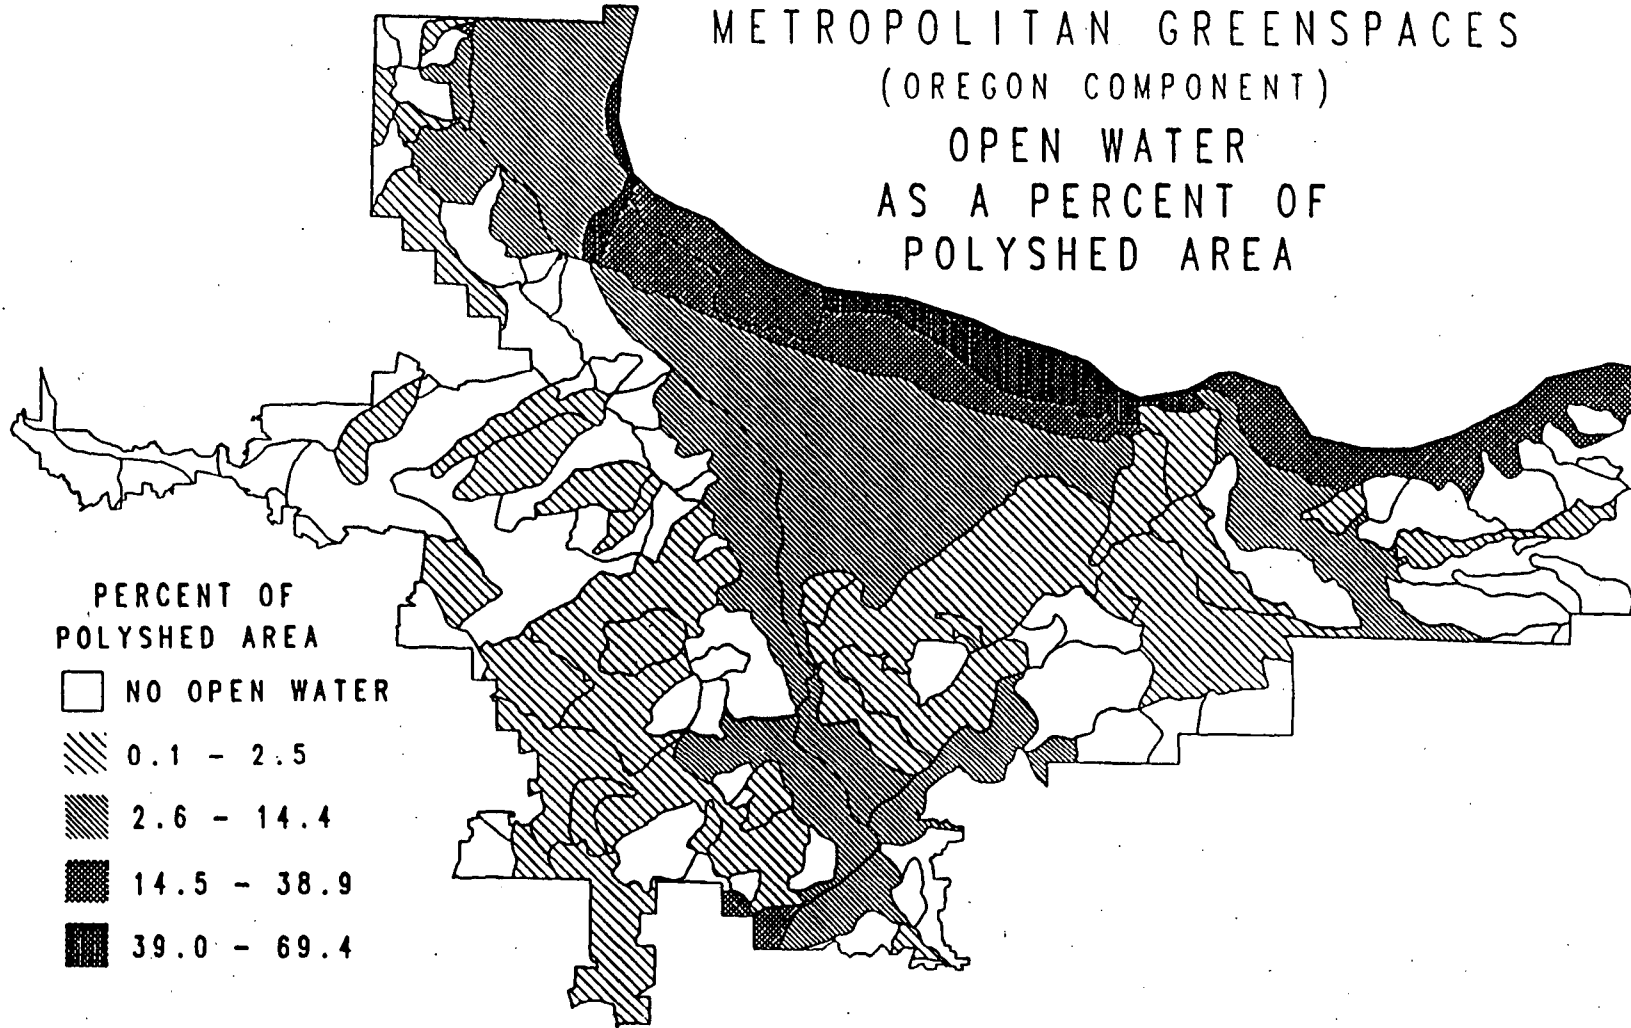 METROPOLITAN GREENSPACES
(OREGON COMPONENT)
OPEN WATER
AS A PERCENT OF
POLYSHED AREA
PERCENT OF
POLYSHED AREA
NO OPEN WATER
0.1 - 2.5
2.6 - 14.4
14.5 - 38.9
39.0 - 69.4